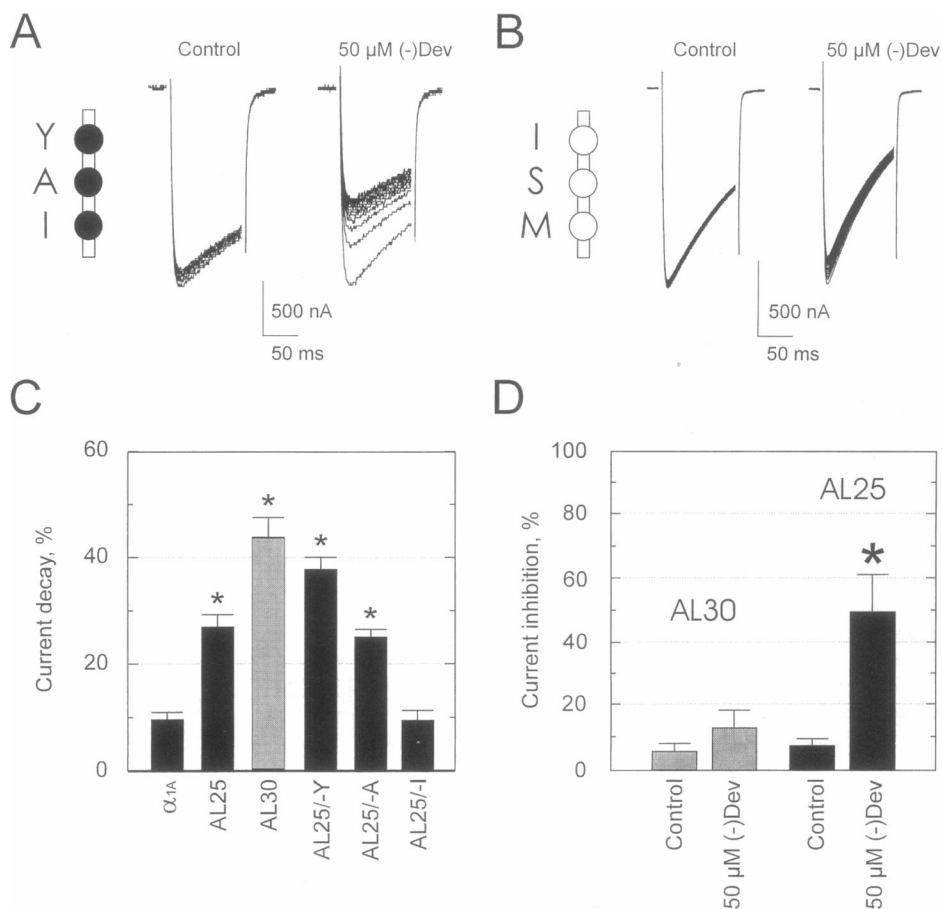 A
B
Control
50 µM (-)Dev
Control
50 µM (-)Dev
Y
A
I
I
S
M
500 nA
50 ms
500 nA
50 ms
C
D
Current decay, %
60
40
20
0
*
*
*
*
α1A
AL25
AL30
AL25/-Y
AL25/-A
AL25/-I
Current inhibition, %
100
80
60
40
20
0
AL30
AL25
*
Control
50 µM (-)Dev
Control
50 µM (-)Dev